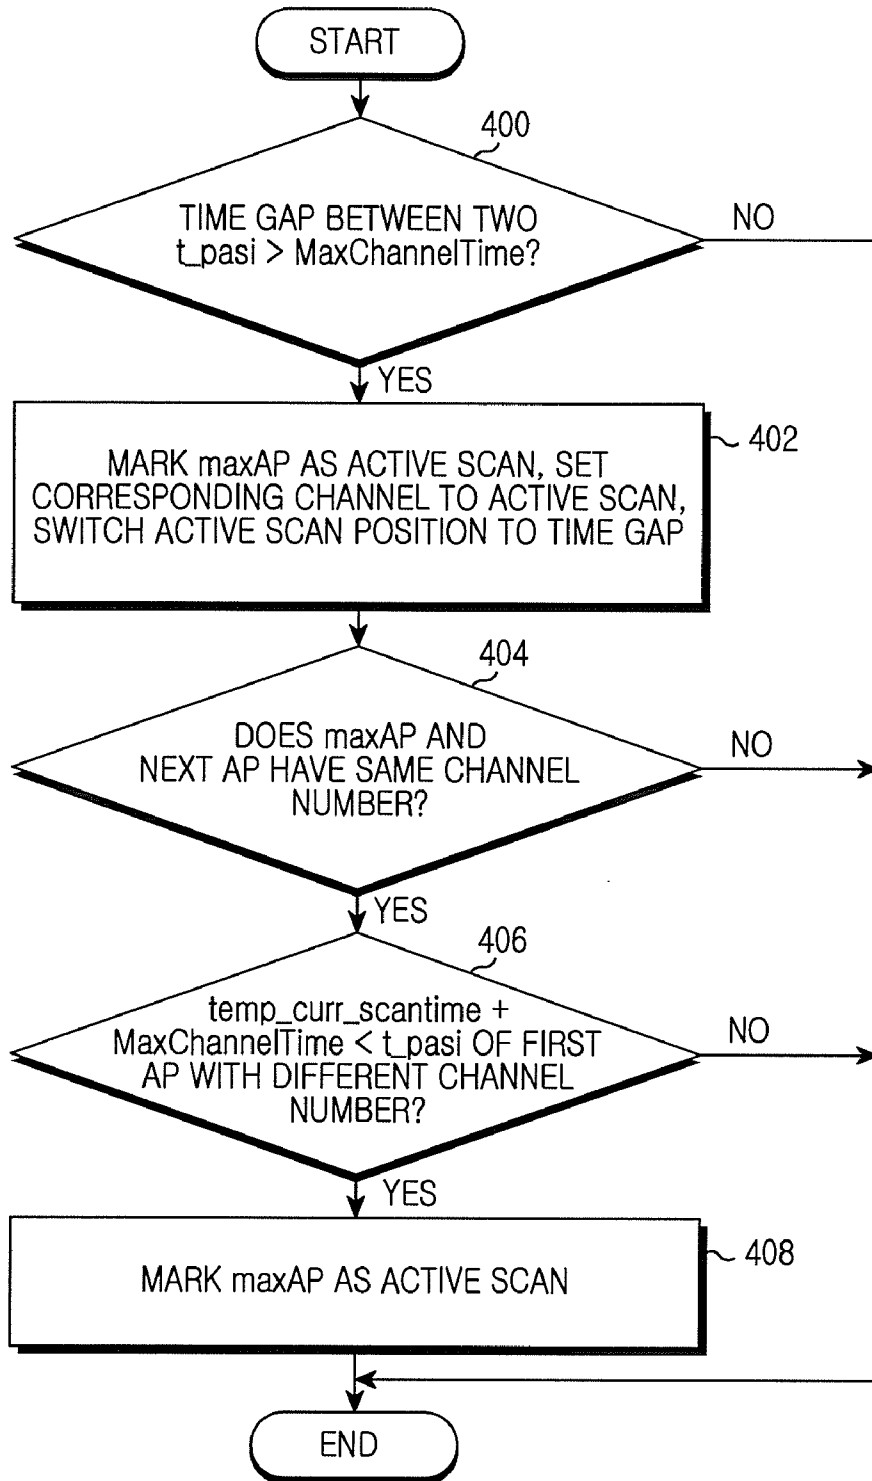 START
400
TIME GAP BETWEEN TWO
t_pasi > MaxChannelTime?
NO
YES
402
MARK maxAP AS ACTIVE SCAN, SET
CORRESPONDING CHANNEL TO ACTIVE SCAN,
SWITCH ACTIVE SCAN POSITION TO TIME GAP
404
DOES maxAP AND
NEXT AP HAVE SAME CHANNEL
NUMBER?
NO
YES
406
temp_curr_scantime +
MaxChannelTime < t_pasi OF FIRST
AP WITH DIFFERENT CHANNEL
NUMBER?
NO
YES
408
MARK maxAP AS ACTIVE SCAN
END